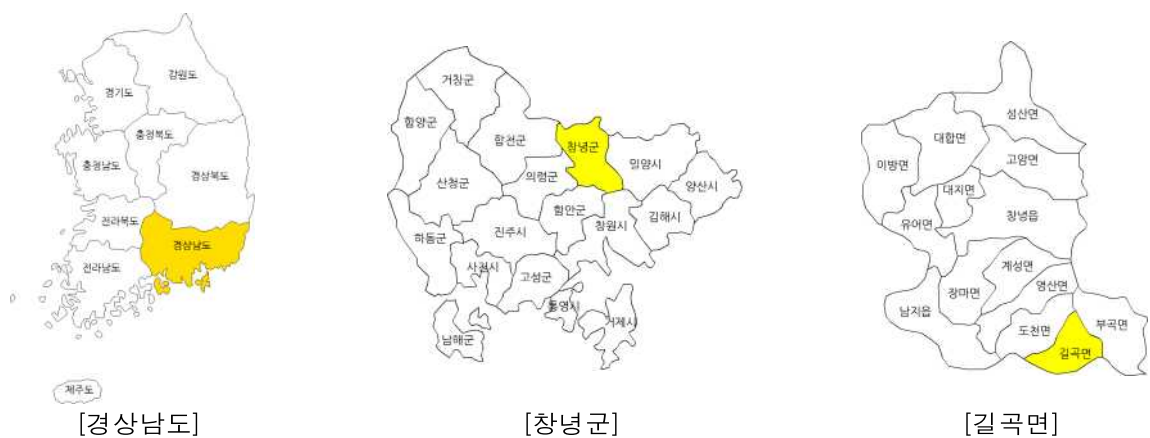 강원도
경기도
충청북도
충청남도
경상북도
전라북도
경상남도
전라남도
제주도
[경상남도]
거창군
함양군
합천군
창녕군
밀양시
의령군
산청군
양산시
함안군
김해시
창원시
진주시
하동군
사천시
고성군
통영시
거제시
남해군
[창녕군]
성산면
대합면
이방면
고암면
대지면
유어면
창녕읍
계성면
장마면
영산면
남지읍
도천면
부곡면
길곡면
[길곡면]